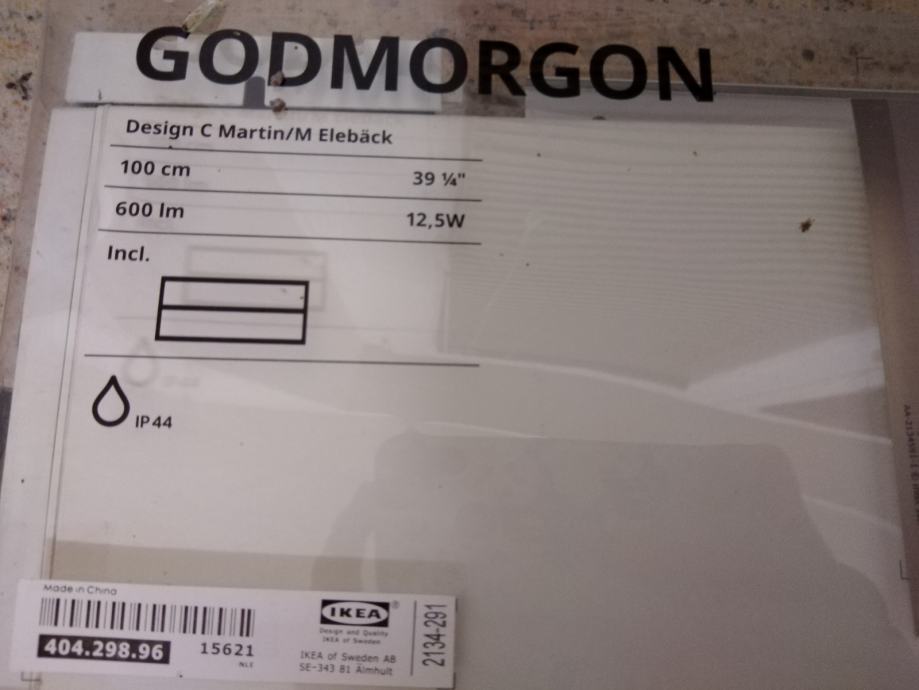 GODMORGON
Design C Martin/M Elebäck
100 cm 39 ¼"
600 lm 12,5W
Incl.
IP44
Made in China
404.298.96 15621
NLE
IKEA®
Design and Quality
IKEA of Sweden
IKEA of Sweden AB
SE-343 81 Älmhult
2134-291